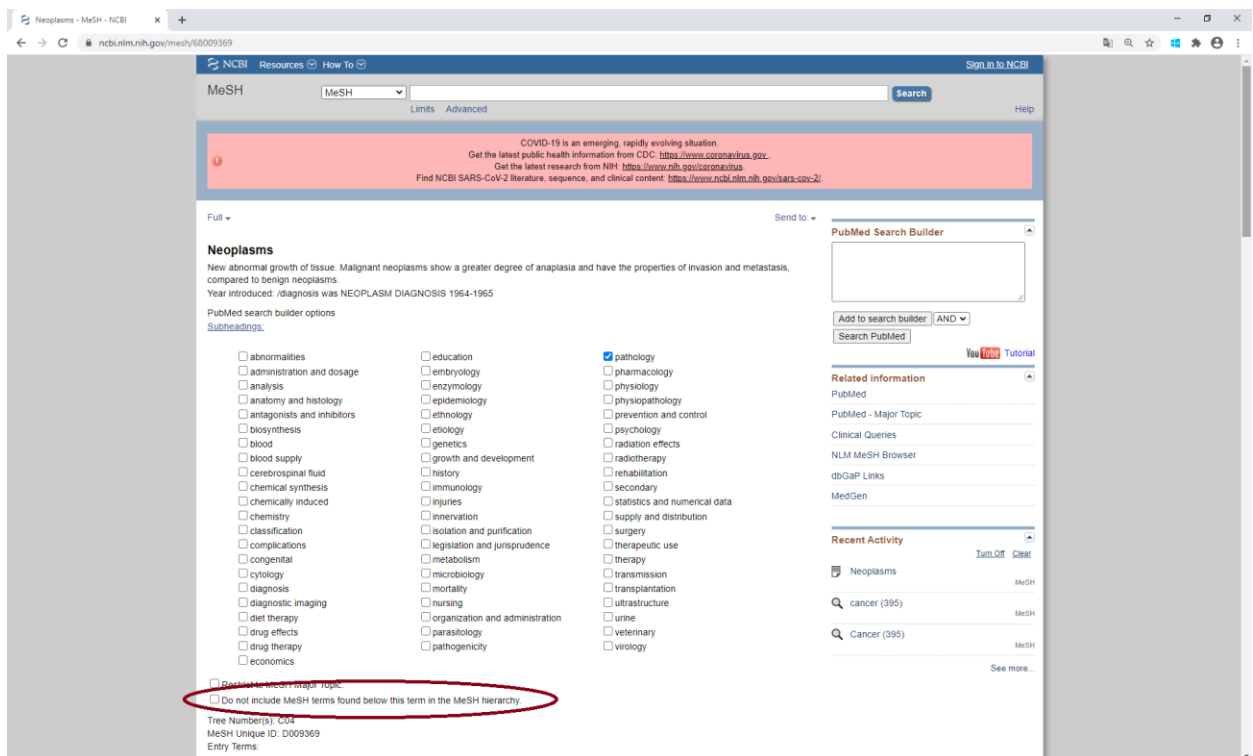 Neoplasms - MeSH - NCBI
ncbi.nlm.nih.gov/mesh/68009369
NCBI Resources How To Sign in to NCBI
MeSH MeSH Search
Limits Advanced Help
COVID-19 is an emerging, rapidly evolving situation.
Get the latest public health information from CDC: https://www.coronavirus.gov .
Get the latest research from NIH: https://www.nih.gov/coronavirus.
Find NCBI SARS-CoV-2 literature, sequence, and clinical content: https://www.ncbi.nlm.nih.gov/sars-cov-2/.
Full Send to:
Neoplasms
New abnormal growth of tissue. Malignant neoplasms show a greater degree of anaplasia and have the properties of invasion and metastasis,
compared to benign neoplasms.
Year introduced: /diagnosis was NEOPLASM DIAGNOSIS 1964-1965
PubMed search builder options
Subheadings:
abnormalities
administration and dosage
analysis
anatomy and histology
antagonists and inhibitors
biosynthesis
blood
blood supply
cerebrospinal fluid
chemical synthesis
chemically induced
chemistry
classification
complications
congenital
cytology
diagnosis
diagnostic imaging
diet therapy
drug effects
drug therapy
economics
education
embryology
enzymology
epidemiology
ethnology
etiology
genetics
growth and development
history
immunology
injuries
innervation
isolation and purification
legislation and jurisprudence
metabolism
microbiology
mortality
nursing
organization and administration
parasitology
pathogenicity
pathology
pharmacology
physiology
physiopathology
prevention and control
psychology
radiation effects
radiotherapy
rehabilitation
secondary
statistics and numerical data
supply and distribution
surgery
therapeutic use
therapy
transmission
transplantation
ultrastructure
urine
veterinary
virology
Restrict to MeSH Major Topic.
Do not include MeSH terms found below this term in the MeSH hierarchy.
Tree Number(s): C04
MeSH Unique ID: D009369
Entry Terms:
PubMed Search Builder
Add to search builder AND
Search PubMed
YouTube Tutorial
Related information
PubMed
PubMed - Major Topic
Clinical Queries
NLM MeSH Browser
dbGaP Links
MedGen
Recent Activity
Turn Off Clear
Neoplasms
MeSH
cancer (395)
MeSH
Cancer (395)
MeSH
See more...